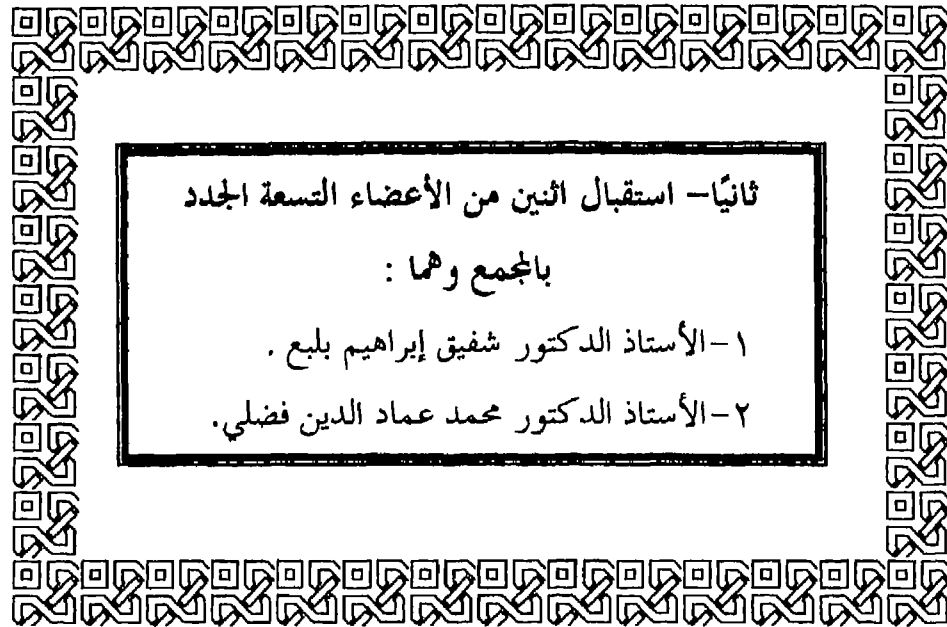 ثانيًا– استقبال اثنين من الأعضاء التسعة الجدد
بالمجمع وهما :
١–الأستاذ الدكتور شفيق إبراهيم بلبع .
٢–الأستاذ الدكتور محمد عماد الدين فضلي.